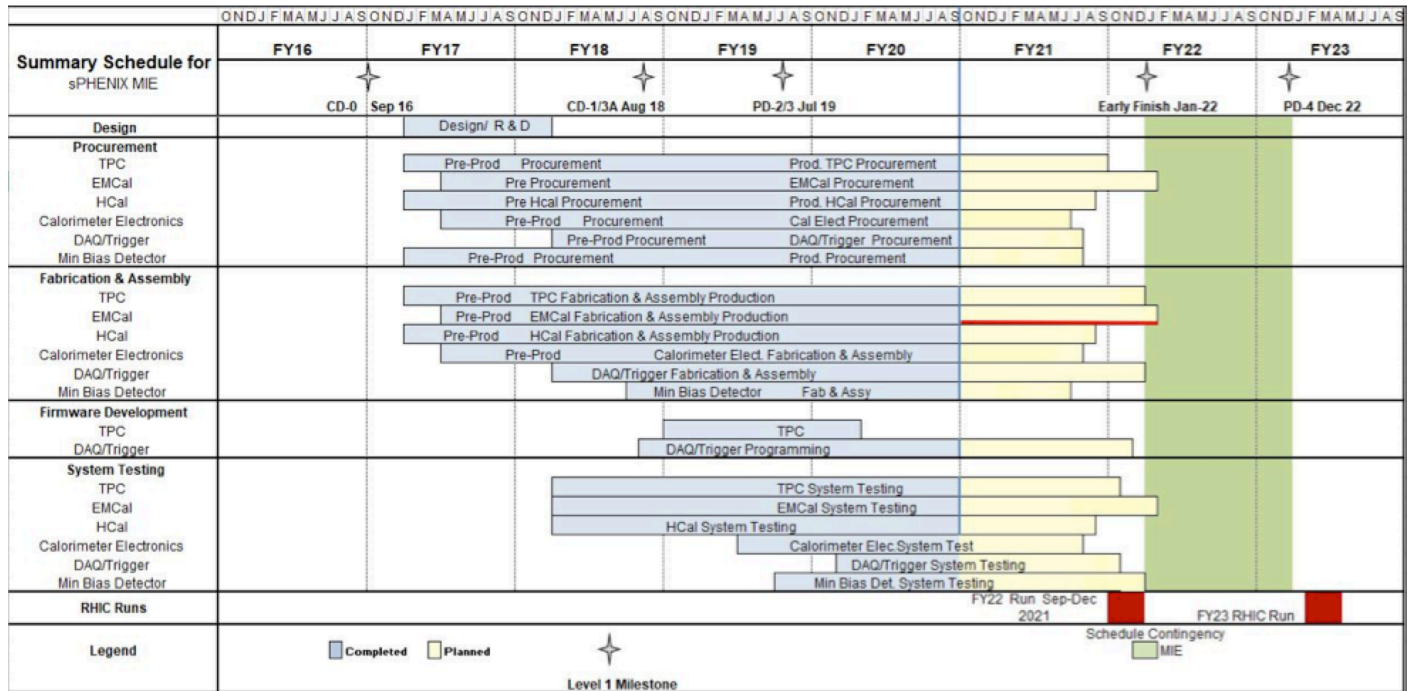 O N D J F M A M J J A S O N D J F M A M J J A S O N D J F M A M J J A S O N D J F M A M J J A S O N D J F M A M J J A S O N D J F M A M J J A S O N D J F M A M J J A S O N D J F M A M J J A S
FY16 FY17 FY18 FY19 FY20 FY21 FY22 FY23
Summary Schedule for
sPHENIX MIE
CD-0 Sep 16 CD-1/3A Aug 18 PD-2/3 Jul 19 Early Finish Jan-22 PD-4 Dec 22
Design Design/ R & D
Procurement
TPC Pre-Prod Procurement Prod. TPC Procurement
EMCal Pre Procurement EMCal Procurement
HCal Pre Hcal Procurement Prod. HCal Procurement
Calorimeter Electronics Pre-Prod Procurement Cal Elect Procurement
DAQ/Trigger Pre-Prod Procurement DAQ/Trigger Procurement
Min Bias Detector Pre-Prod Procurement Prod. Procurement
Fabrication & Assembly
TPC Pre-Prod TPC Fabrication & Assembly Production
EMCal Pre-Prod EMCal Fabrication & Assembly Production
HCal Pre-Prod HCal Fabrication & Assembly Production
Calorimeter Electronics Pre-Prod Calorimeter Elect. Fabrication & Assembly
DAQ/Trigger DAQ/Trigger Fabrication & Assembly
Min Bias Detector Min Bias Detector Fab & Assy
Firmware Development
TPC TPC
DAQ/Trigger DAQ/Trigger Programming
System Testing
TPC TPC System Testing
EMCal EMCal System Testing
HCal HCal System Testing
Calorimeter Electronics Calorimeter Elec.System Test
DAQ/Trigger DAQ/Trigger System Testing
Min Bias Detector Min Bias Det. System Testing
RHIC Runs FY22 Run Sep-Dec
2021 FY23 RHIC Run
Schedule Contingency
Legend Completed Planned MIE
Level 1 Milestone